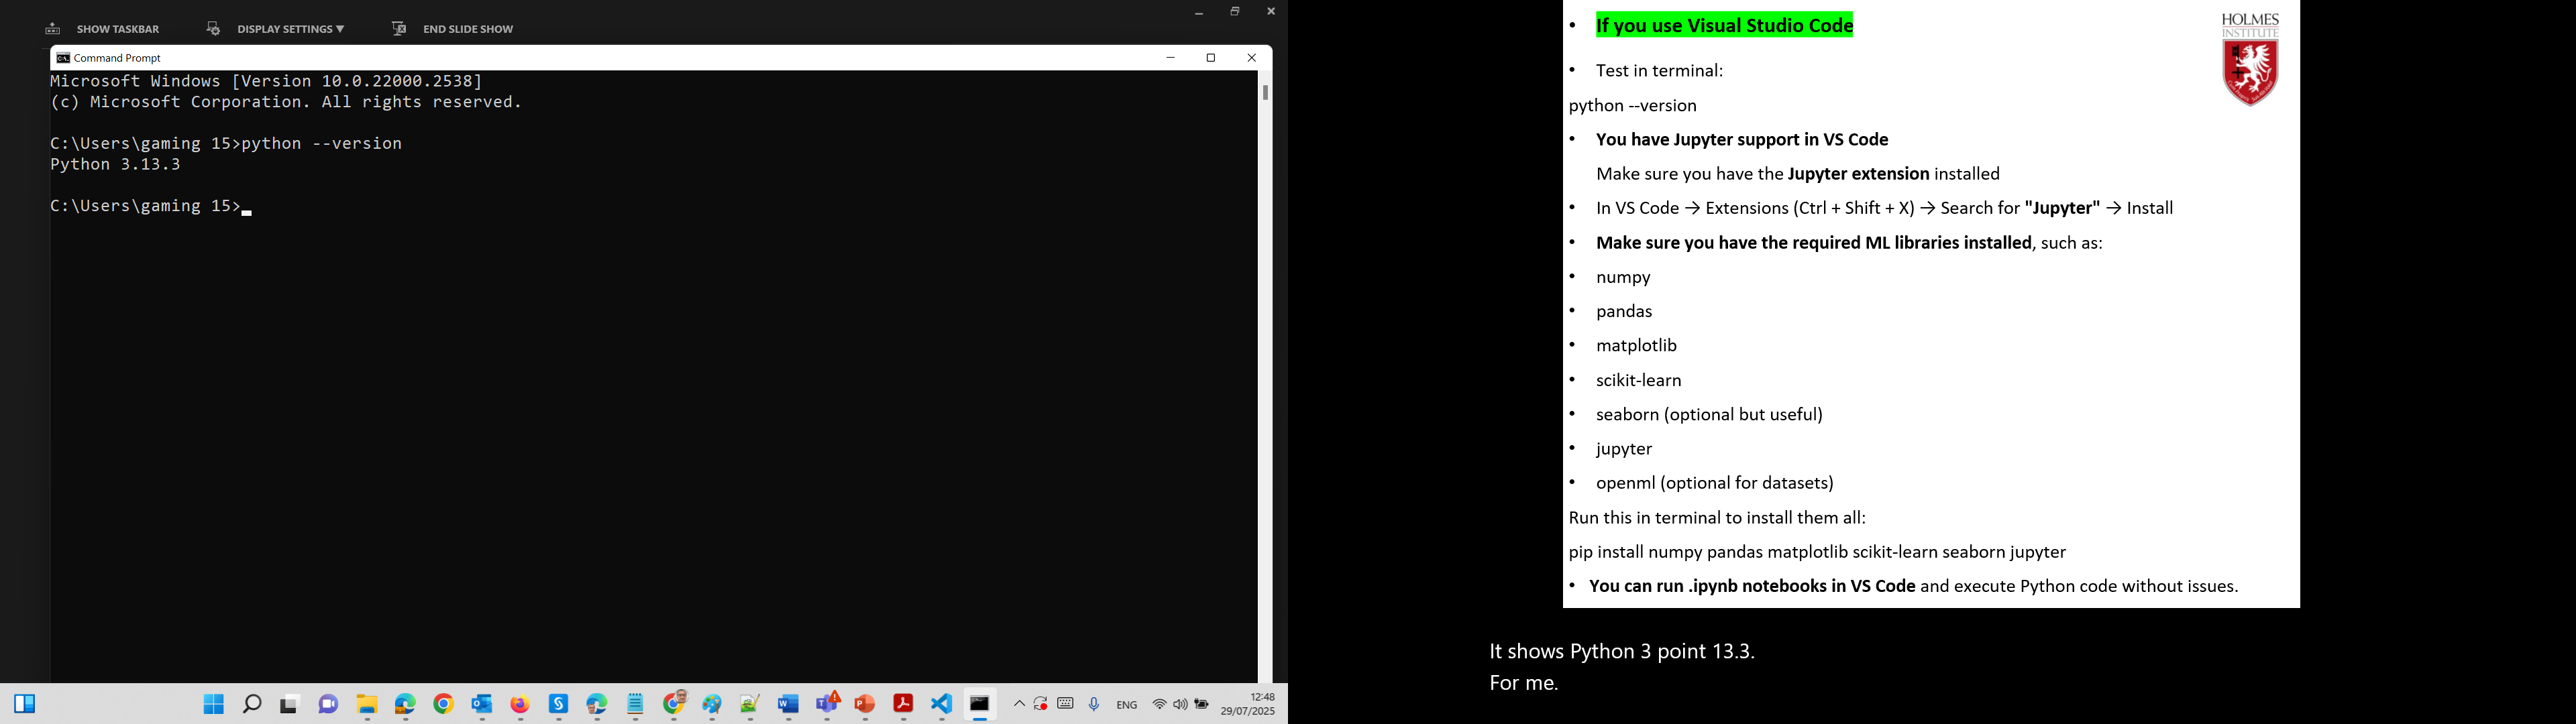 SHOW TASKBAR
DISPLAY SETTINGS ▼
END SLIDE SHOW
Command Prompt
Microsoft Windows [Version 10.0.22000.2538]
(c) Microsoft Corporation. All rights reserved.
C:\Users\gaming 15>python --version
Python 3.13.3
C:\Users\gaming 15>
ENG
12:48
29/07/2025
• If you use Visual Studio Code
HOLMES
INSTITUTE
• Test in terminal:
python --version
• You have Jupyter support in VS Code
Make sure you have the Jupyter extension installed
• In VS Code → Extensions (Ctrl + Shift + X) → Search for "Jupyter" → Install
• Make sure you have the required ML libraries installed, such as:
• numpy
• pandas
• matplotlib
• scikit-learn
• seaborn (optional but useful)
• jupyter
• openml (optional for datasets)
Run this in terminal to install them all:
pip install numpy pandas matplotlib scikit-learn seaborn jupyter
• You can run .ipynb notebooks in VS Code and execute Python code without issues.
It shows Python 3 point 13.3.
For me.